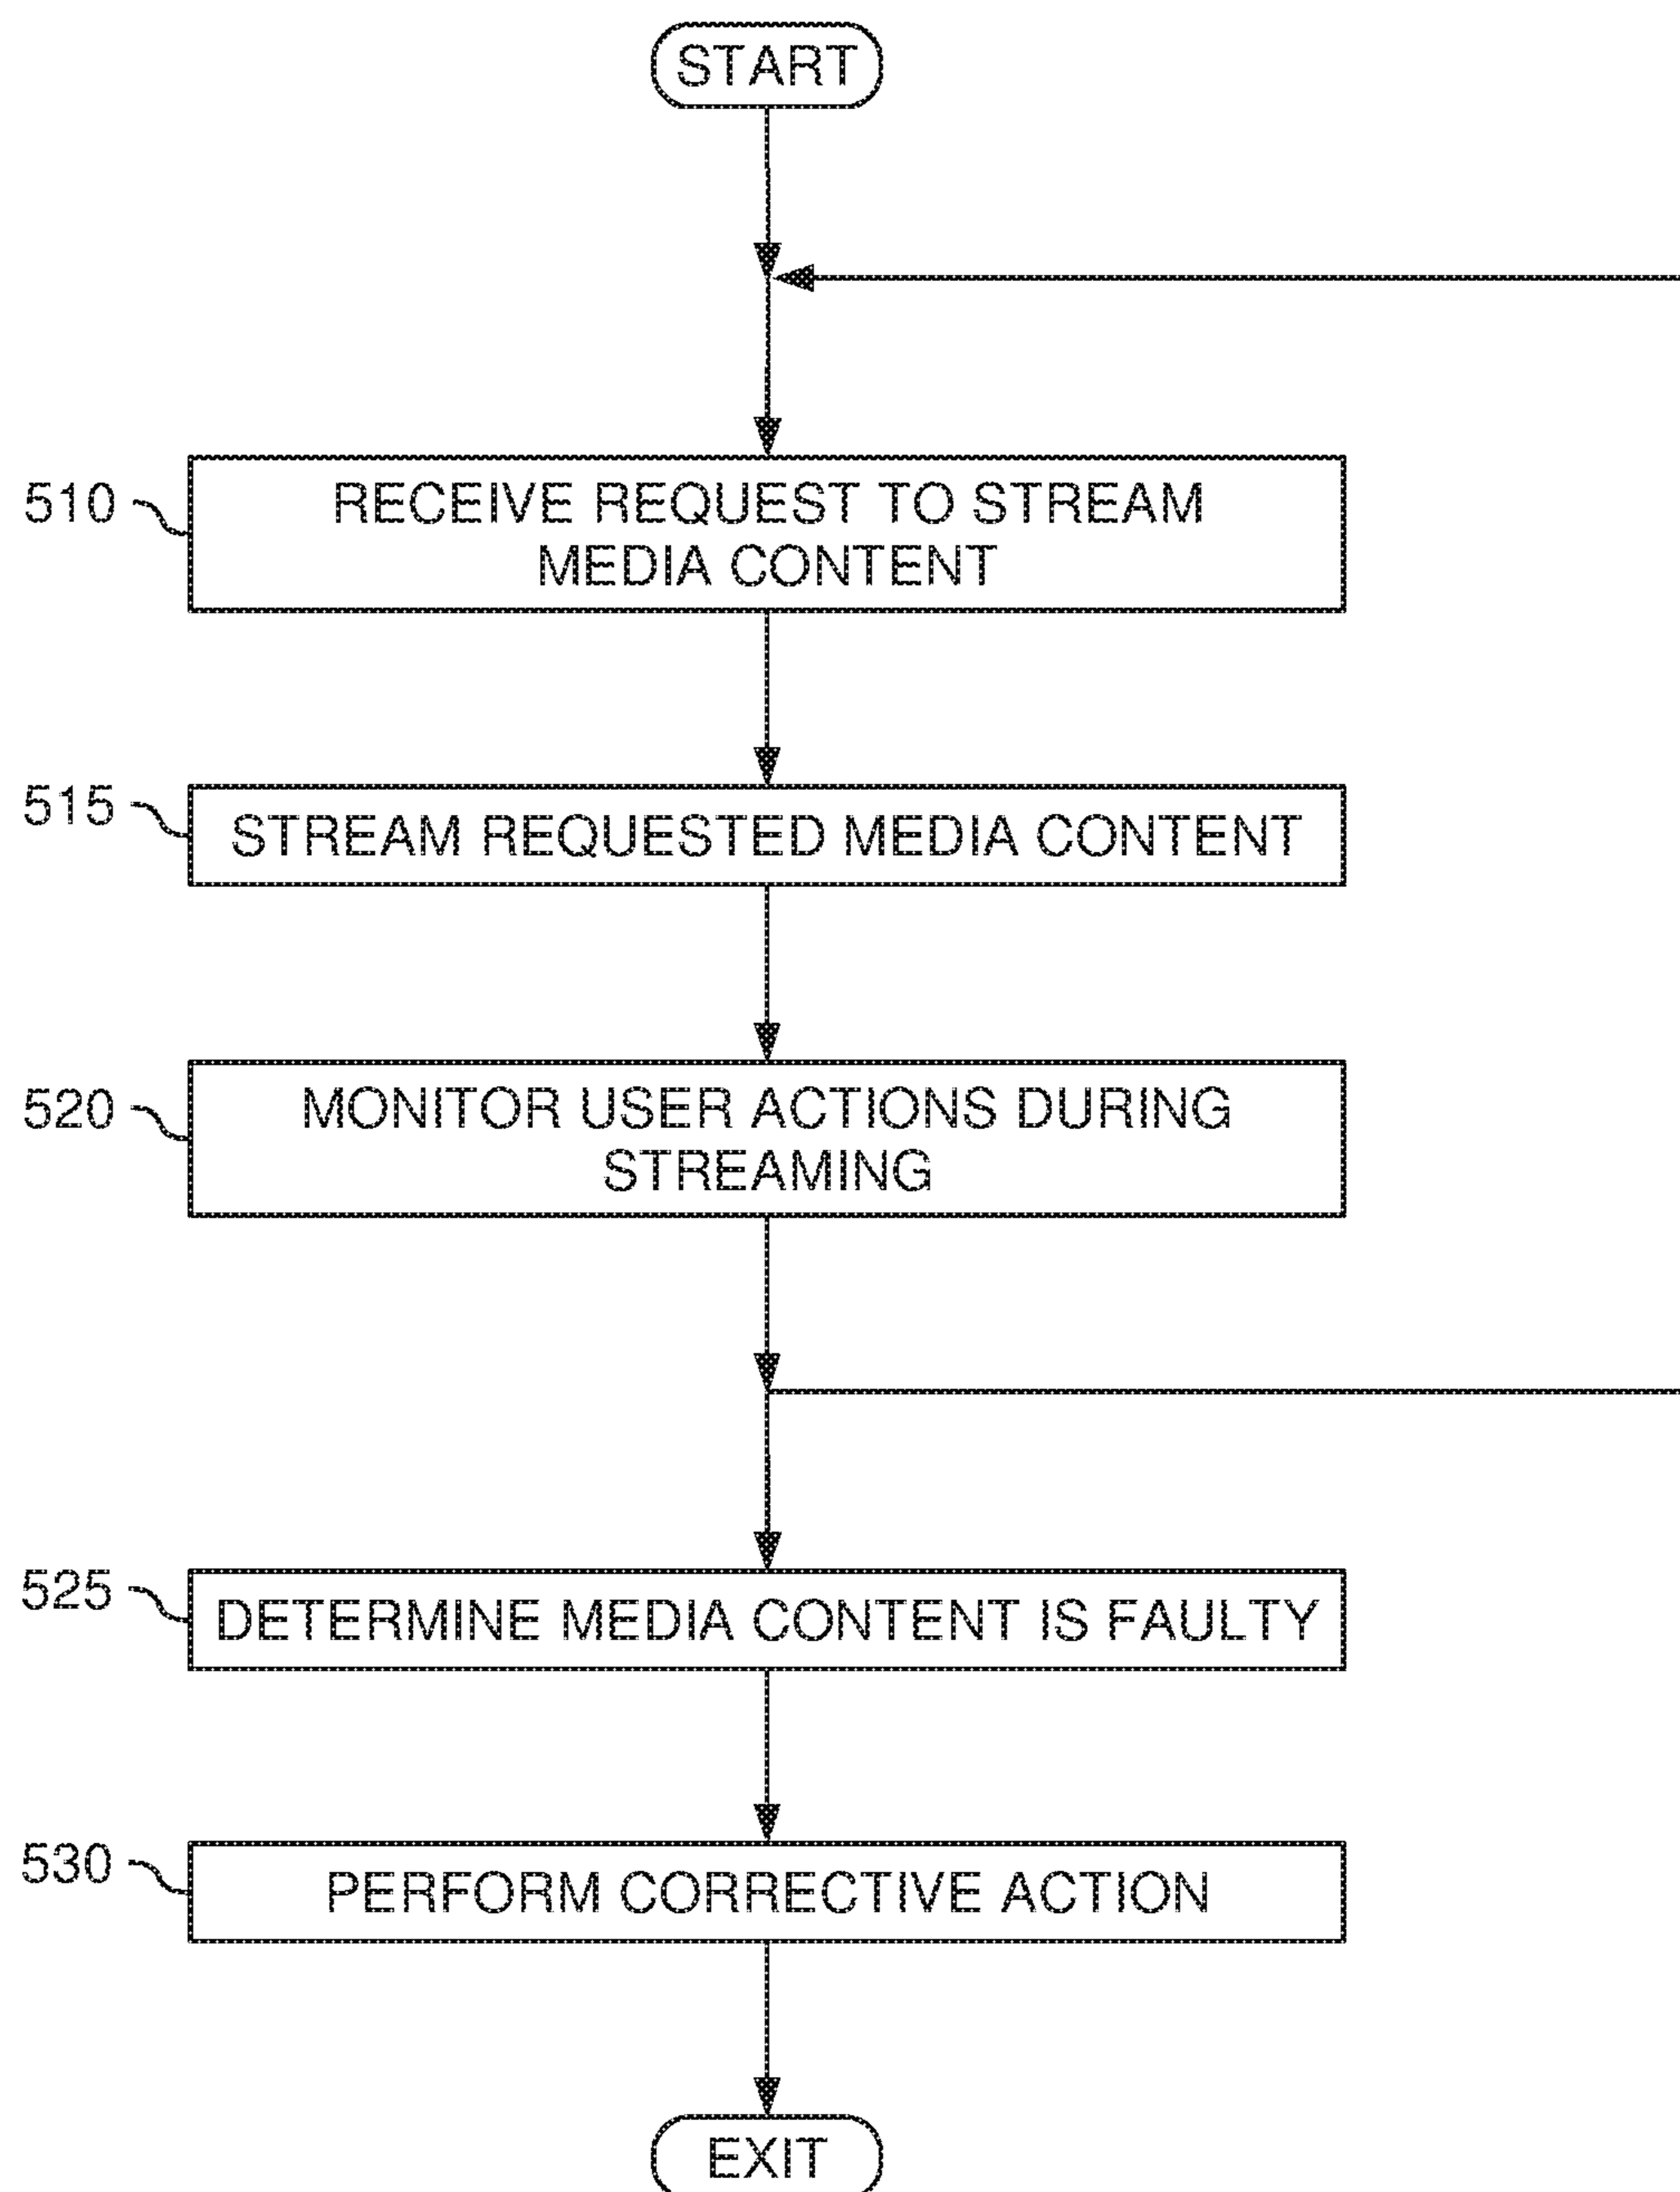 START
510
RECEIVE REQUEST TO STREAM
MEDIA CONTENT
515
STREAM REQUESTED MEDIA CONTENT
520
MONITOR USER ACTIONS DURING
STREAMING
525
DETERMINE MEDIA CONTENT IS FAULTY
530
PERFORM CORRECTIVE ACTION
EXIT